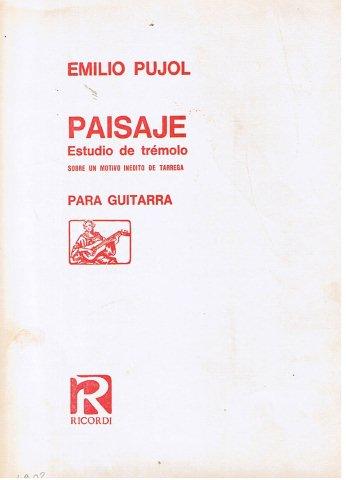 EMILIO PUJOL
PAISAJE
Estudio de trémolo
SOBRE UN MOTIVO INEDITO DE TARREGA
PARA GUITARRA
R
RICORDI